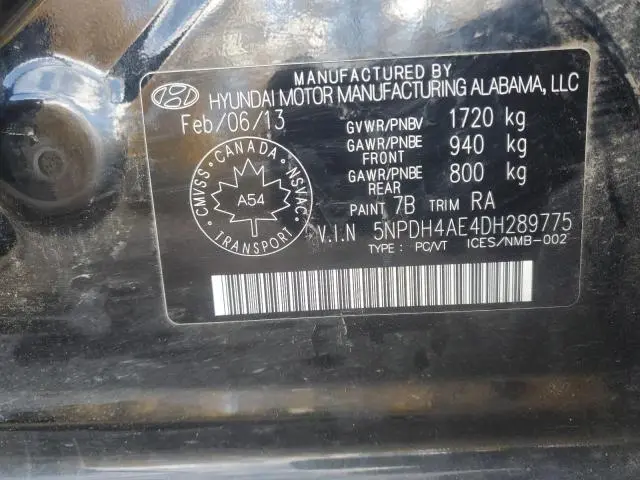 MANUFACTURED BY
HYUNDAI MOTOR MANUFACTURING ALABAMA, LLC
Feb/06/13
GVWR/PNBV 1720 kg
GAWR/PNBE FRONT 940 kg
GAWR/PNBE REAR 800 kg
PAINT 7B TRIM RA
CMVSS CANADA NSVAC
A54
TRANSPORT
V.I.N 5NPDH4AE4DH289775
TYPE : PC/VT ICES/NMB-002